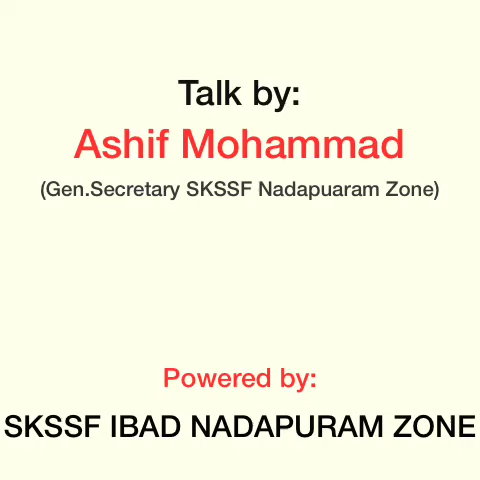 Talk by:
Ashif Mohammad
(Gen.Secretary SKSSF Nadapuaram Zone)
Powered by:
SKSSF IBAD NADAPURAM ZONE